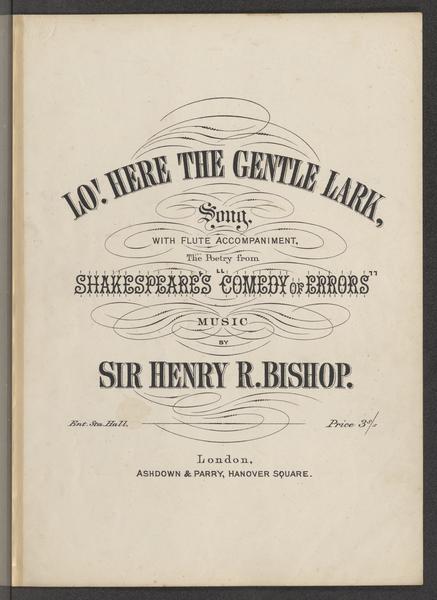 LO! HERE THE GENTLE LARK,
Song,
WITH FLUTE ACCOMPANIMENT,
The Poetry from
SHAKESPEARE'S "COMEDY OF ERRORS"
MUSIC
BY
SIR HENRY R. BISHOP.
Ent. Sta. Hall. Price 3s/.
London,
ASHDOWN & PARRY, HANOVER SQUARE.